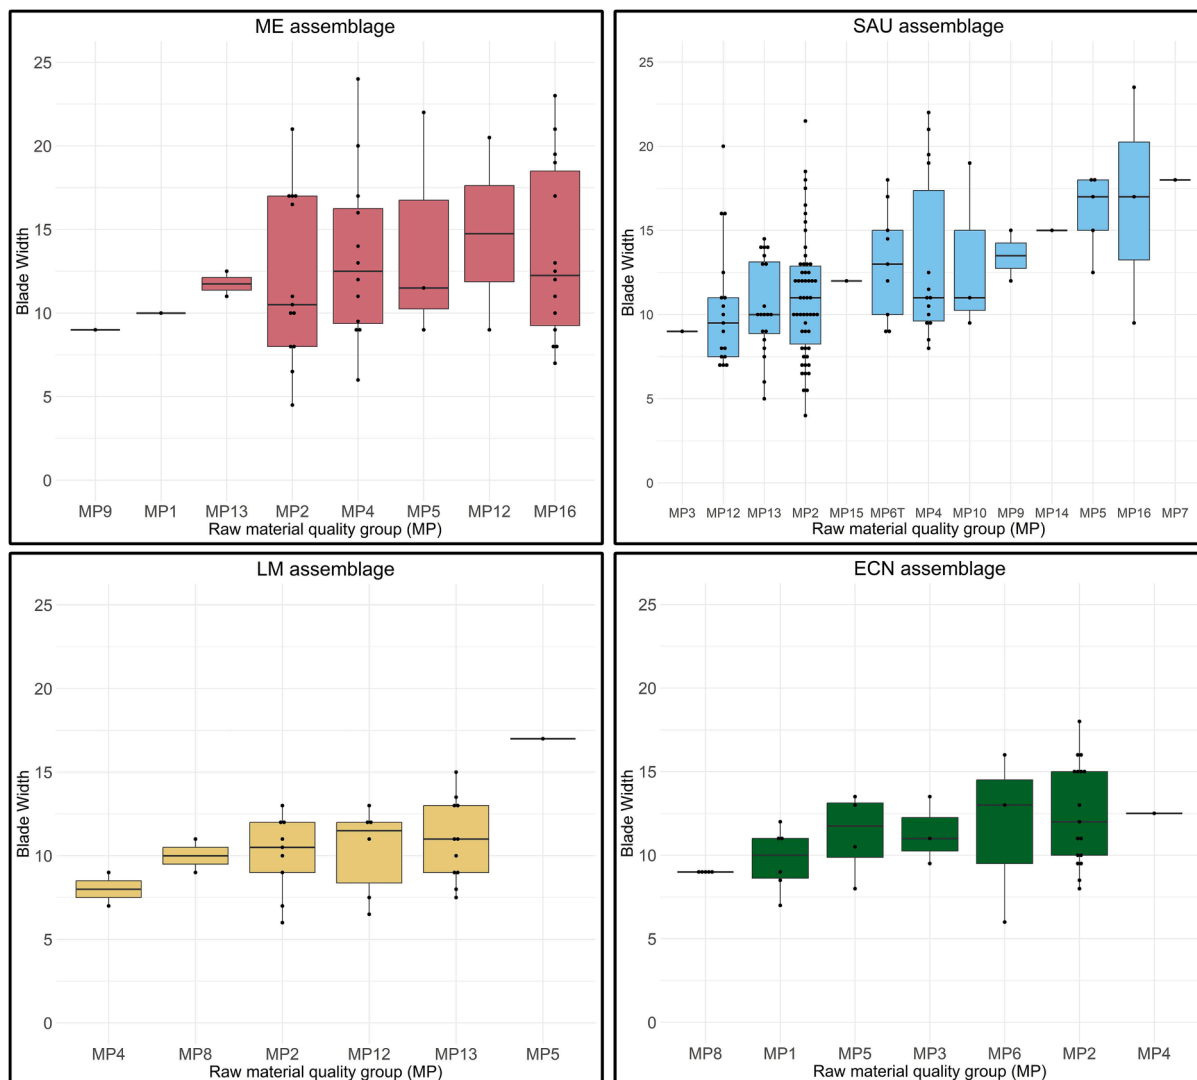 ME assemblage
25
20
15
10
5
0
Blade Width
MP9 MP1 MP13 MP2 MP4 MP5 MP12 MP16
Raw material quality group (MP)
SAU assemblage
25
20
15
10
5
0
Blade Width
MP3 MP12 MP13 MP2 MP15 MP6T MP4 MP10 MP9 MP14 MP5 MP16 MP7
Raw material quality group (MP)
LM assemblage
25
20
15
10
5
0
Blade Width
MP4 MP8 MP2 MP12 MP13 MP5
Raw material quality group (MP)
ECN assemblage
25
20
15
10
5
0
Blade Width
MP8 MP1 MP5 MP3 MP6 MP2 MP4
Raw material quality group (MP)